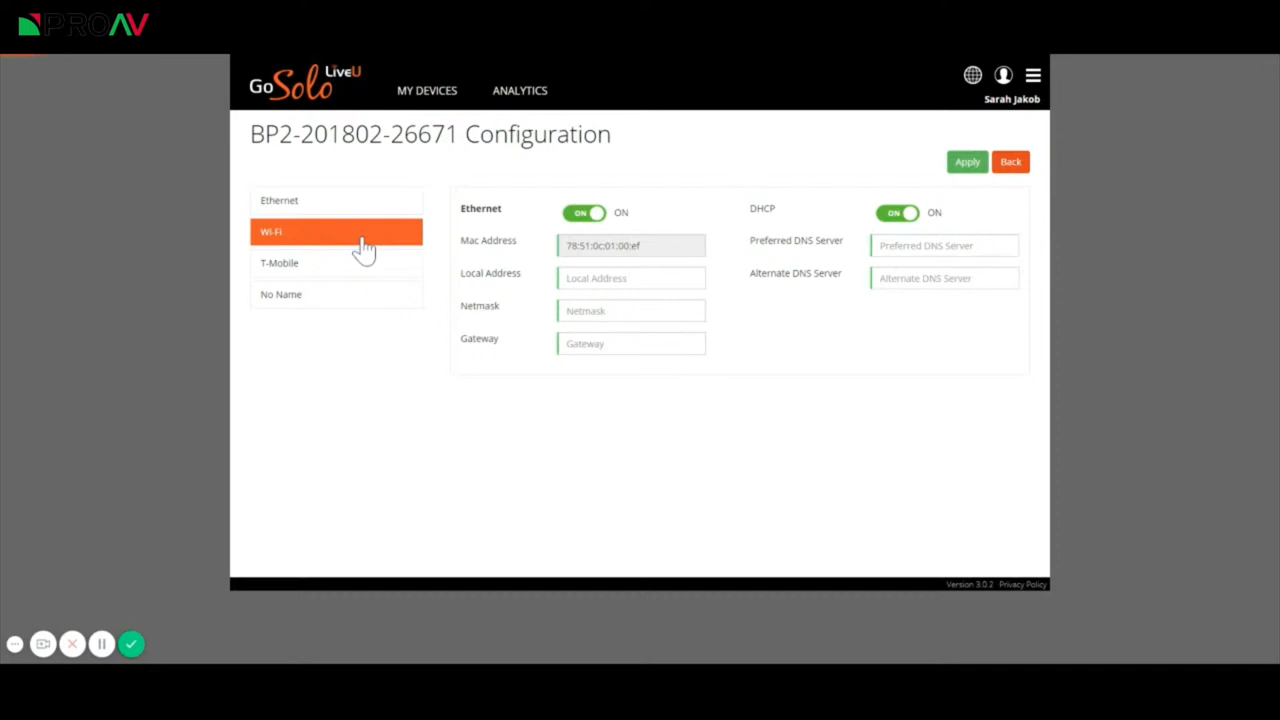 PROAV
GoSolo LiveU
MY DEVICES
ANALYTICS
Sarah Jakob
BP2-201802-26671 Configuration
Apply
Back
Ethernet
Wi-Fi
T-Mobile
No Name
Ethernet
ON
ON
Mac Address
78:51:0c:01:00:ef
Local Address
Local Address
Netmask
Netmask
Gateway
Gateway
DHCP
ON
ON
Preferred DNS Server
Preferred DNS Server
Alternate DNS Server
Alternate DNS Server
Version 3.0.2 Privacy Policy